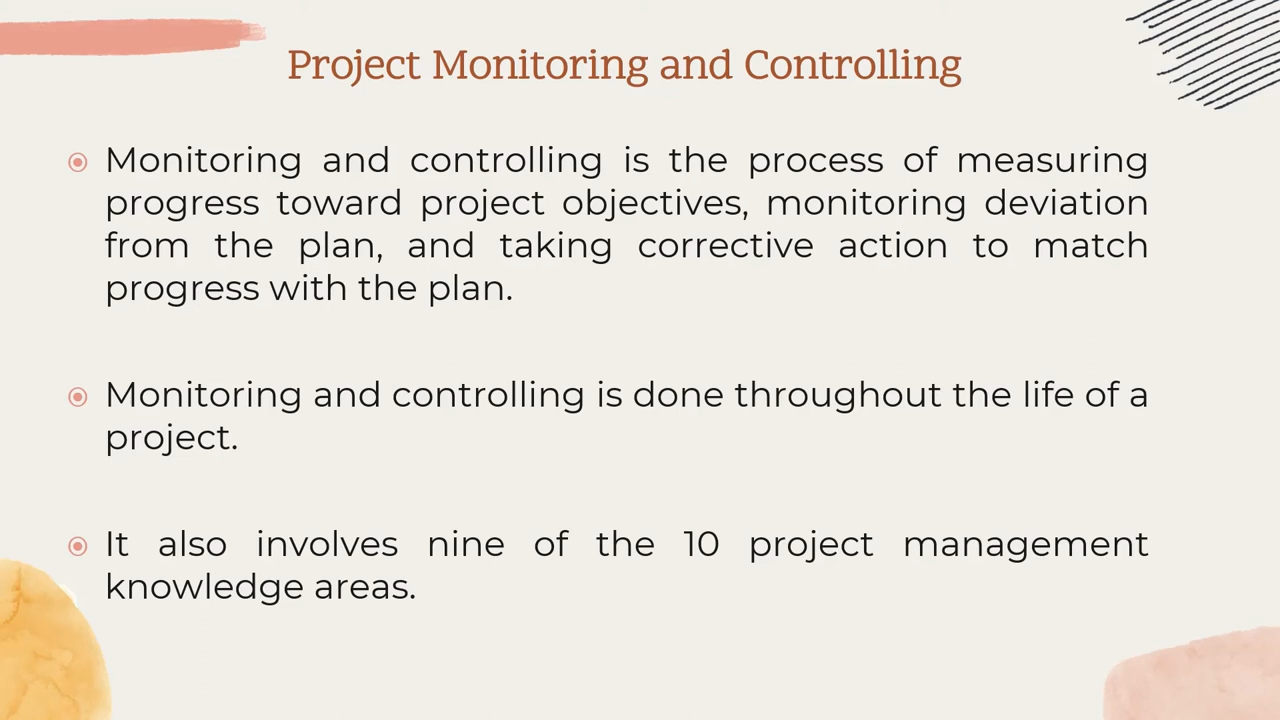 Project Monitoring and Controlling
Monitoring and controlling is the process of measuring
progress toward project objectives, monitoring deviation
from the plan, and taking corrective action to match
progress with the plan.
Monitoring and controlling is done throughout the life of a
project.
It also involves nine of the 10 project management
knowledge areas.